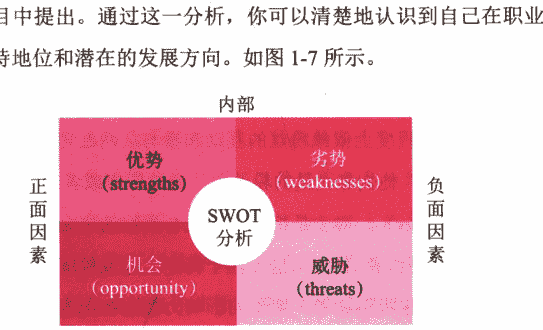 目中提出。通过这一分析，你可以清楚地认识到自己在职业
待地位和潜在的发展方向。如图 1-7 所示。
内部
优势
(strengths)
劣势
(weaknesses)
正面因素
SWOT
分析
负面因素
机会
(opportunity)
威胁
(threats)